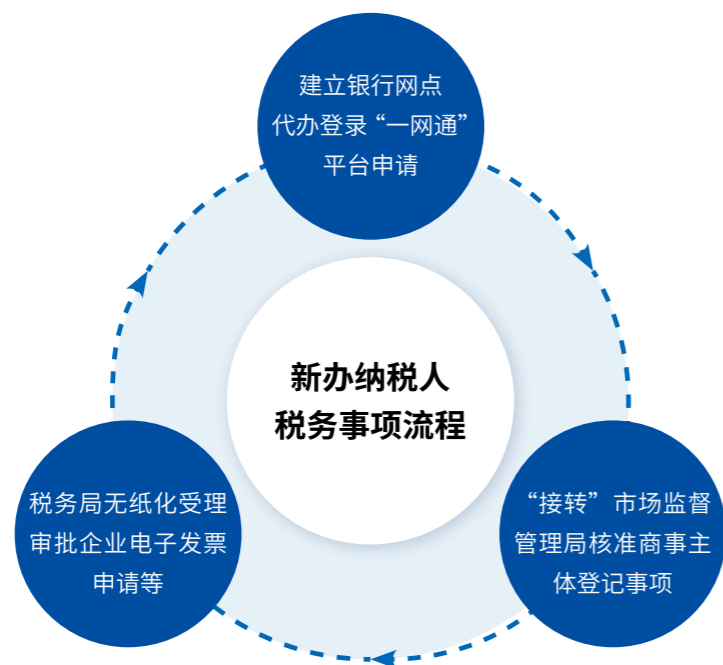 建立银行网点
代办登录“一网通”
平台申请
新办纳税人
税务事项流程
税务局无纸化受理
审批企业电子发票
申请等
“接转”市场监督
管理局核准商事主
体登记事项